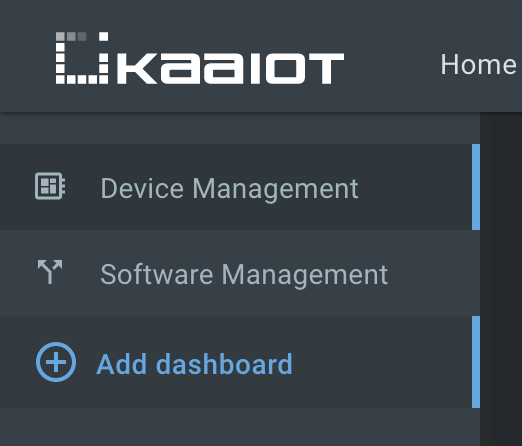 KaaIOT
Home
Device Management
Software Management
Add dashboard